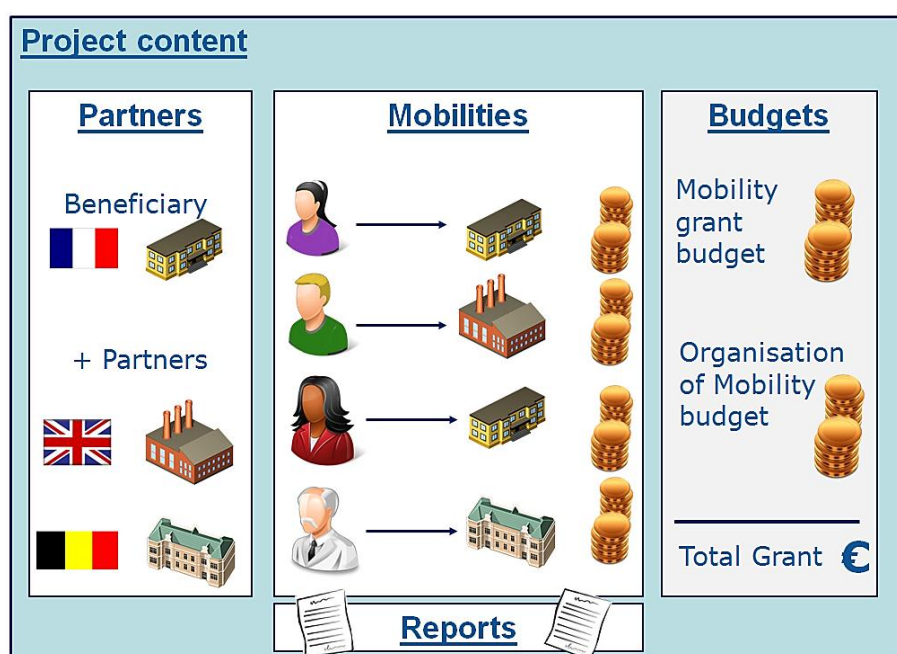 Project content
Partners
Beneficiary
+ Partners
Mobilities
Budgets
Mobility
grant
budget
Organisation
of Mobility
budget
Total Grant €
Reports